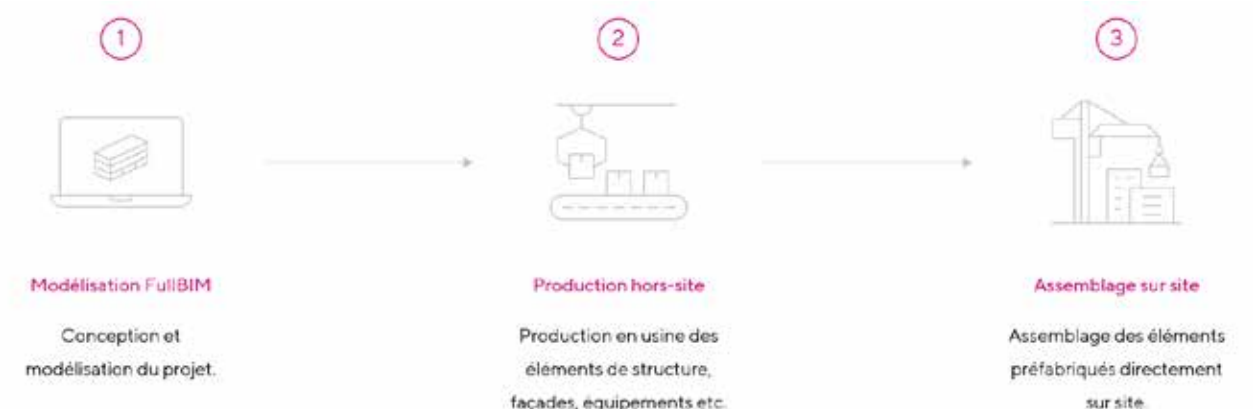 1
2
3
Modélisation FullBIM
Conception et
modélisation du projet.
Production hors-site
Production en usine des
éléments de structure,
façades, équipements etc.
Assemblage sur site
Assemblage des éléments
préfabriqués directement
sur site.